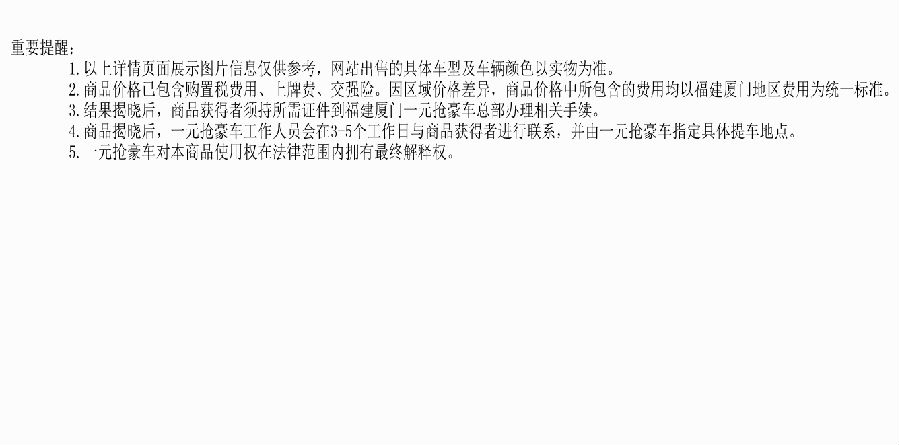 重要提醒：
1.以上详情页面展示图片信息仅供参考，网站出售的具体车型及车辆颜色以实物为准。
2.商品价格已包含购置税费用、上牌费、交强险。因区域价格差异，商品价格中所包含的费用均以福建厦门地区费用为统一标准。
3.结果揭晓后，商品获得者须持所需证件到福建厦门一元抢豪车总部办理相关手续。
4.商品揭晓后，一元抢豪车工作人员会在3-5个工作日与商品获得者进行联系，并由一元抢豪车指定具体提车地点。
5.一元抢豪车对本商品使用权在法律范围内拥有最终解释权。